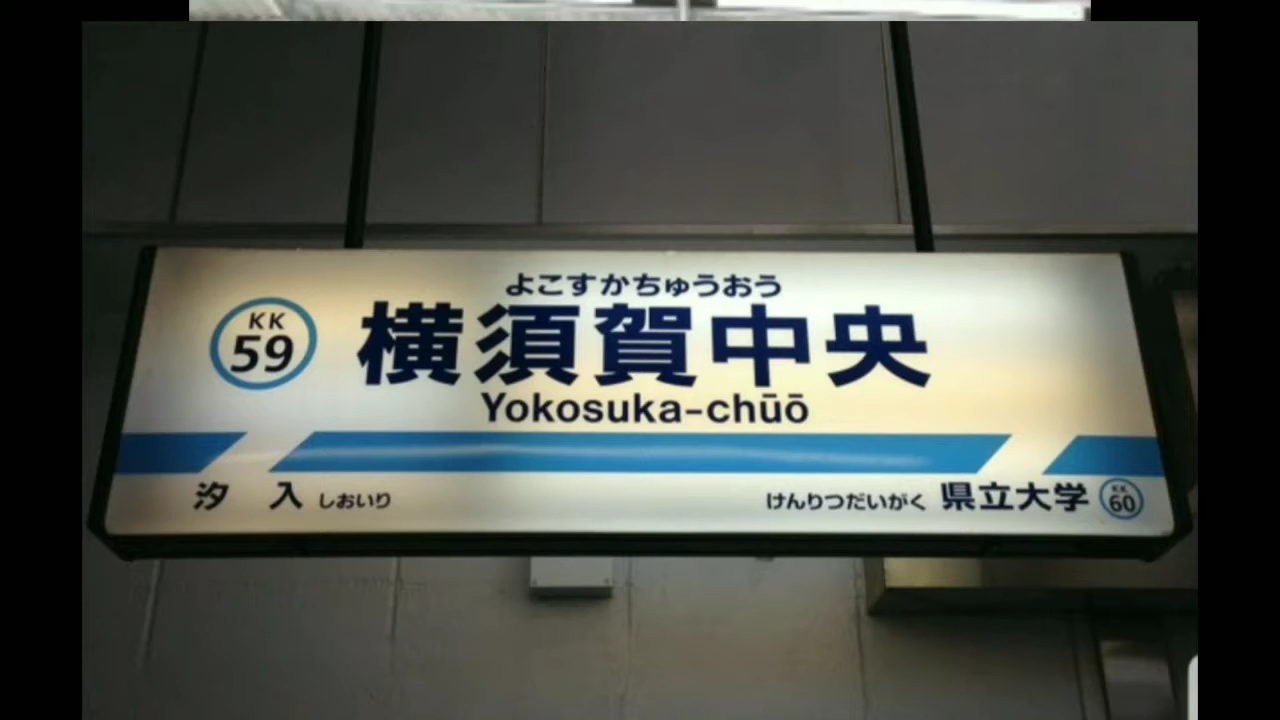 よこすかちゅうおう
KK
59
横須賀中央
Yokosuka-chūō
汐入 しおいり
けんりつだいがく 県立大学
KK
60